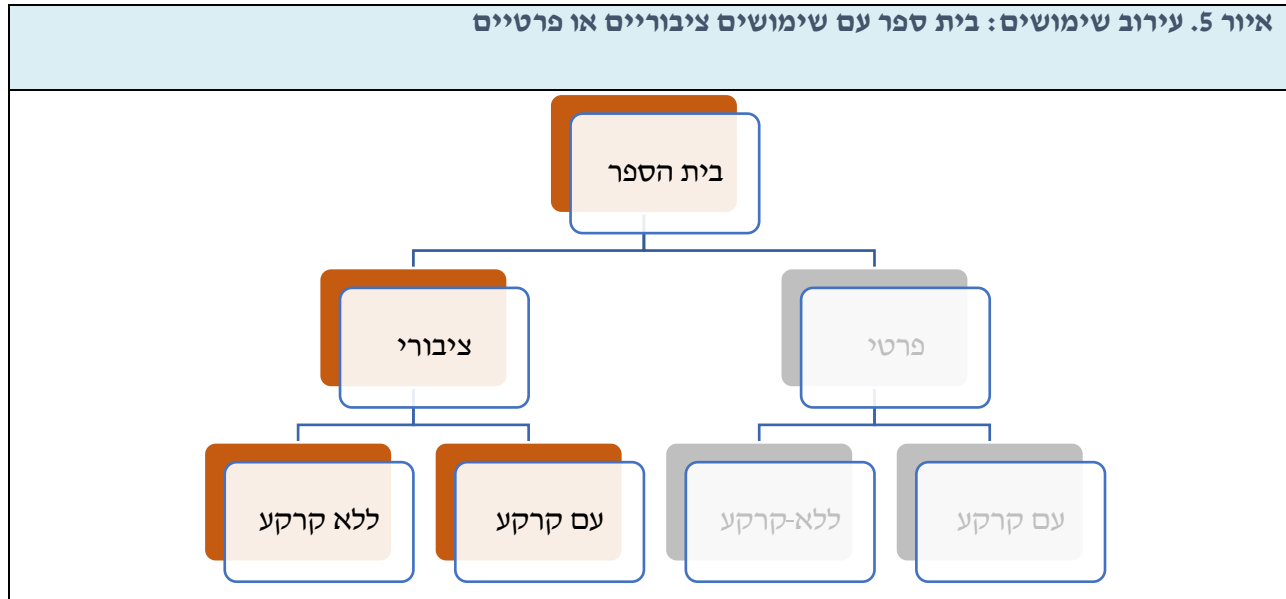 איור 5. עירוב שימושים: בית ספר עם שימושים ציבוריים או פרטיים
בית הספר
פרטי
ציבורי
עם קרקע
ללא-קרקע
עם קרקע
ללא קרקע